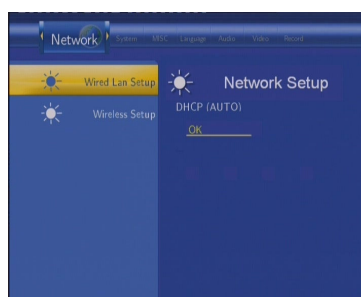 Network System MISC Language Audio Video Record
Wired Lan Setup
Wireless Setup
Network Setup
DHCP (AUTO)
OK